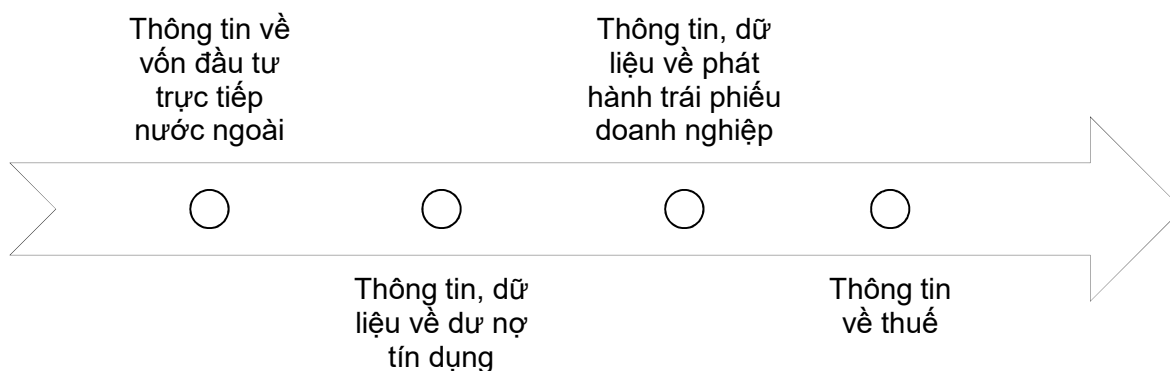 Thông tin về
vốn đầu tư
trực tiếp
nước ngoài
Thông tin, dữ
liệu về dư nợ
tín dụng
Thông tin, dữ
liệu về phát
hành trái phiếu
doanh nghiệp
Thông tin
về thuế